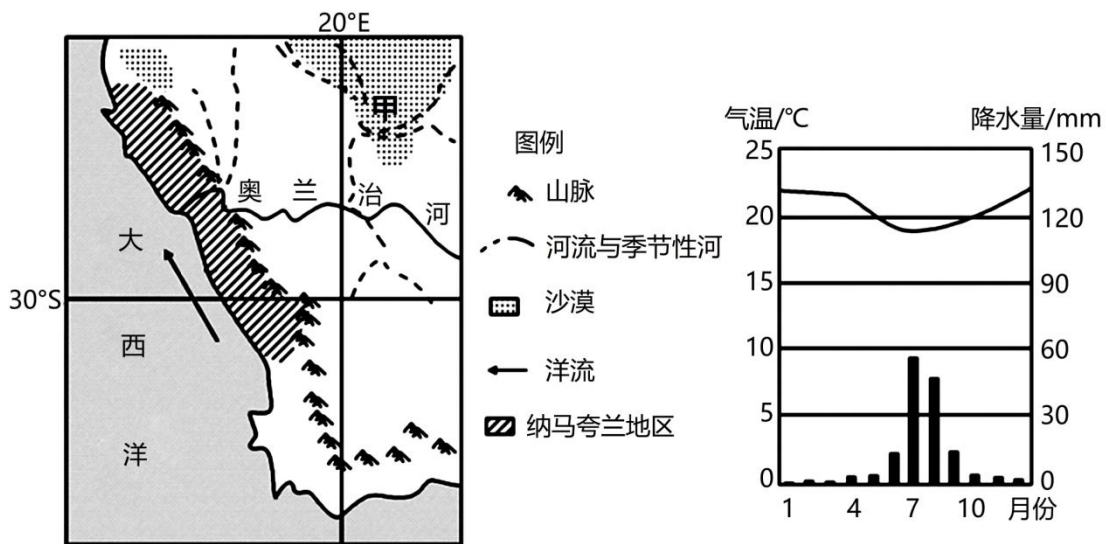 20°E
甲
奥兰治河
30°S
大西洋
图例
山脉
河流与季节性河
沙漠
洋流
纳马夸兰地区
气温/℃
降水量/mm
25
150
20
120
15
90
10
60
5
30
0
0
1
4
7
10
月份